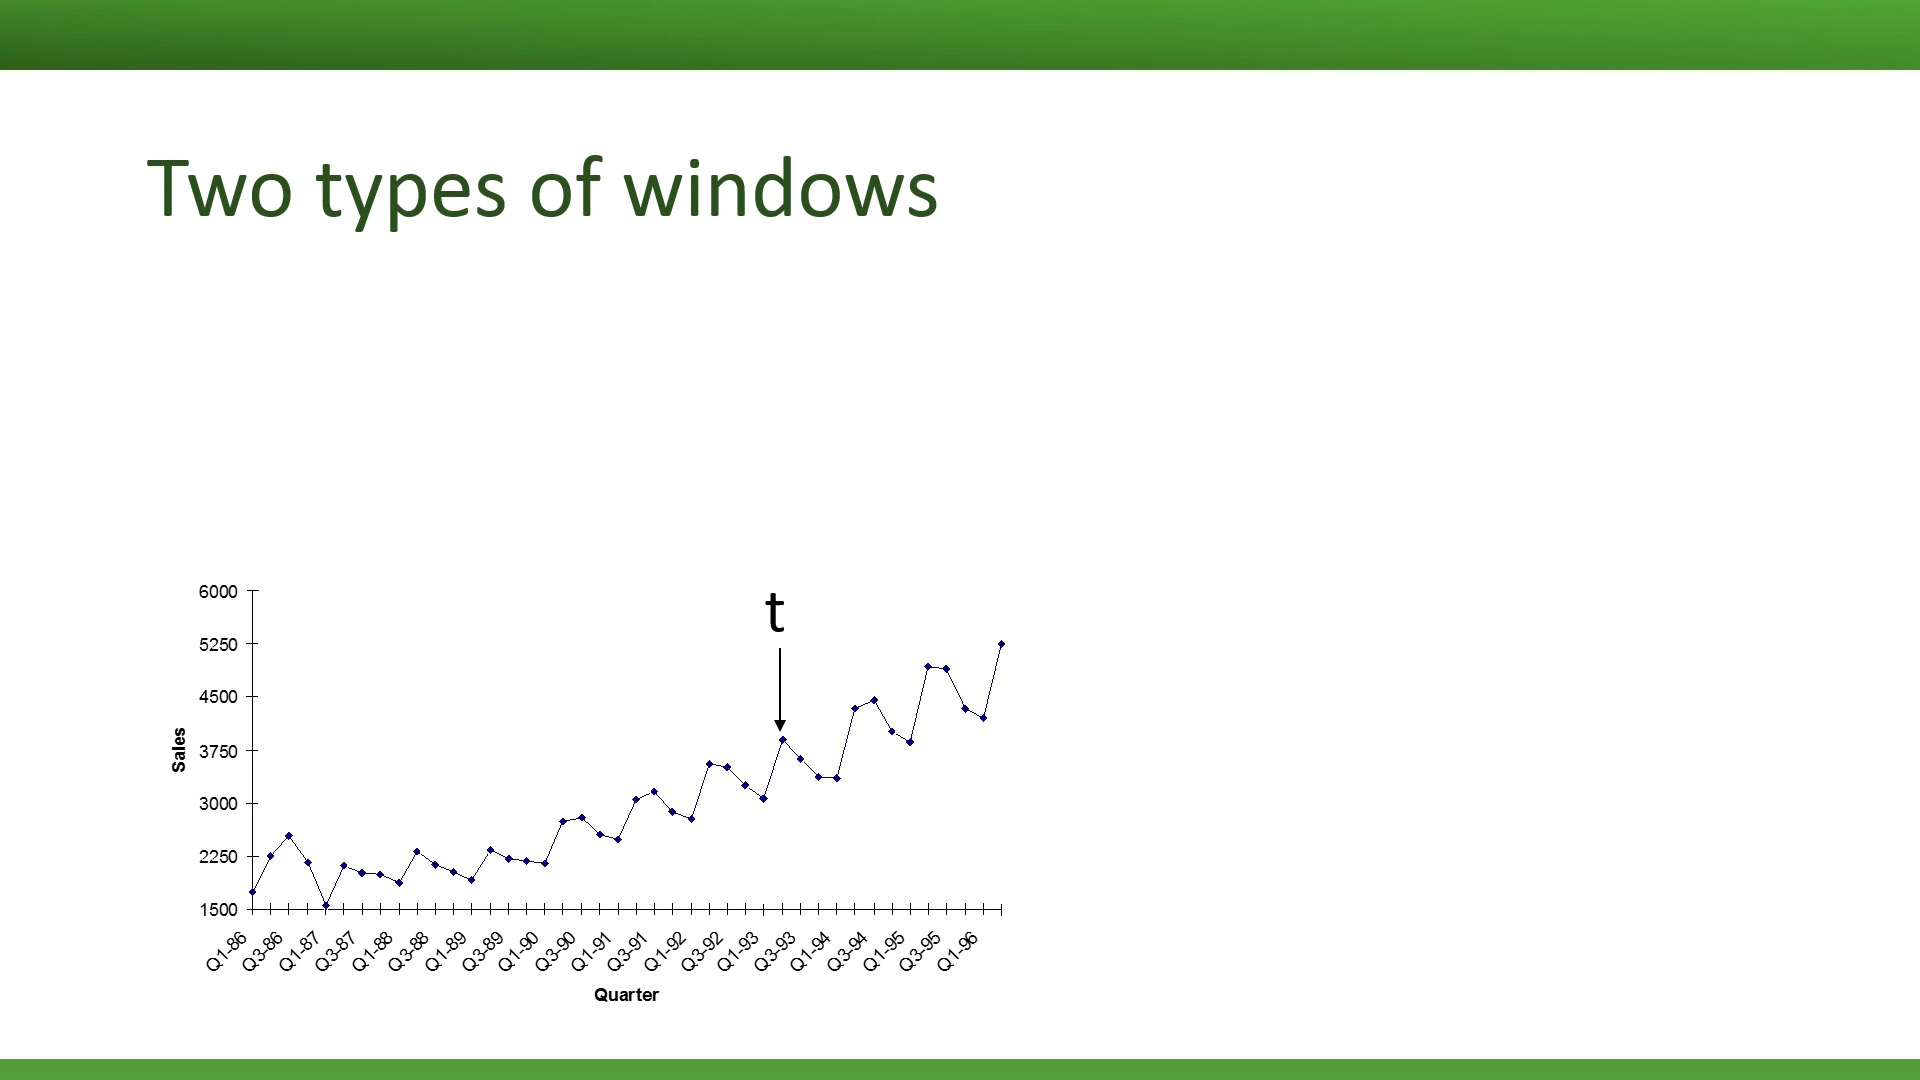 Two types of windows
t
6000
5250
4500
3750
3000
2250
1500
Sales
Q1-86
Q3-86
Q1-87
Q3-87
Q1-88
Q3-88
Q1-89
Q3-89
Q1-90
Q3-90
Q1-91
Q3-91
Q1-92
Q3-92
Q1-93
Q3-93
Q1-94
Q3-94
Q1-95
Q3-95
Q1-96
Quarter